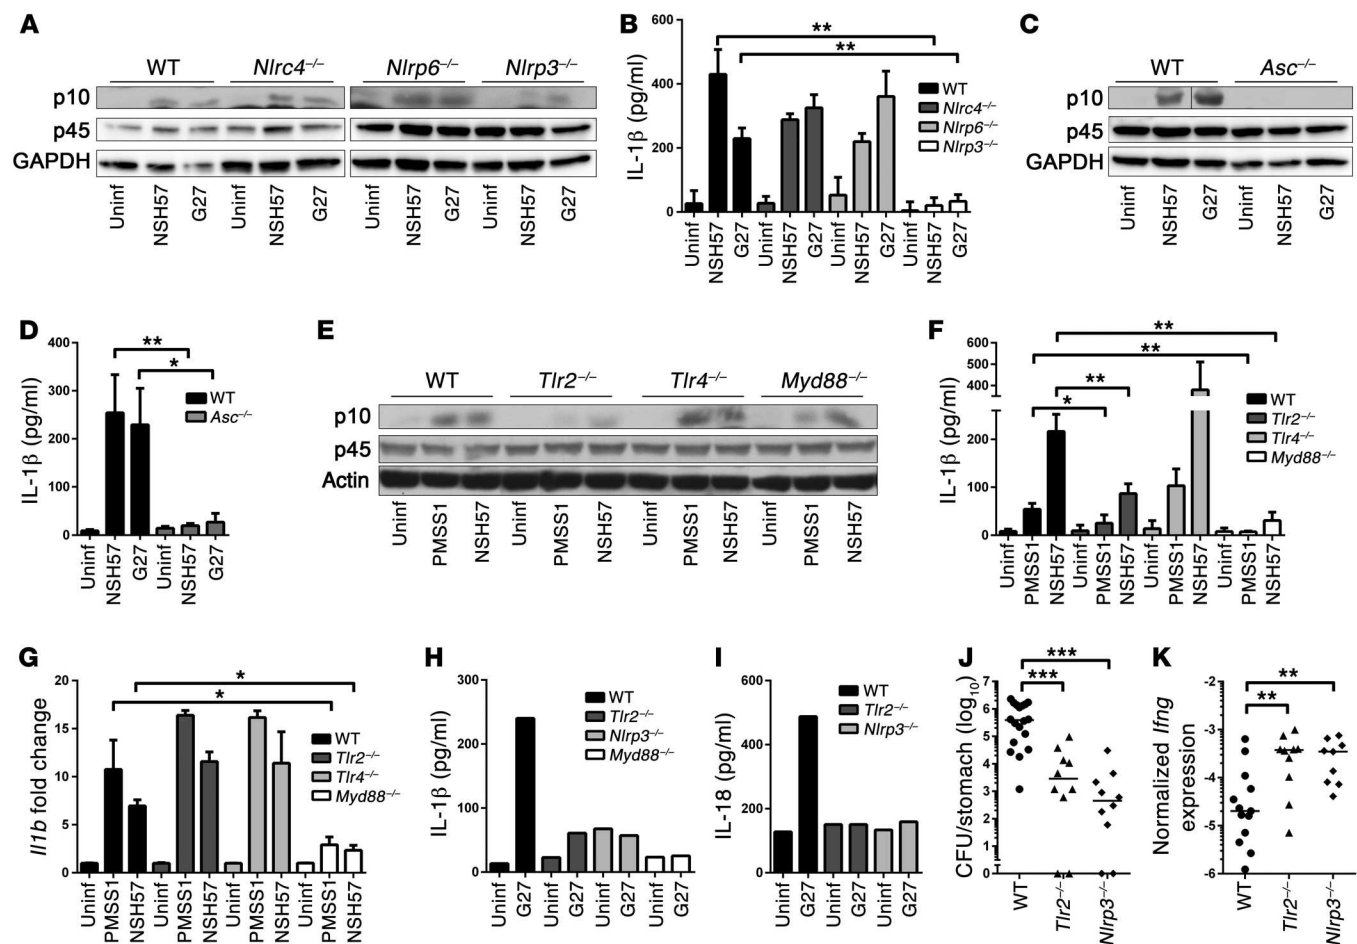 A
WT Nlrc4–/– Nlrp6–/– Nlrp3–/–
p10
p45
GAPDH
Uninf NSH57 G27 Uninf NSH57 G27 Uninf NSH57 G27 Uninf NSH57 G27
B
IL-1β (pg/ml)
600
400
200
0
** 
**
WT
Nlrc4–/–
Nlrp6–/–
Nlrp3–/–
Uninf NSH57 G27 Uninf NSH57 G27 Uninf NSH57 G27 Uninf NSH57 G27
C
WT Asc–/–
p10
p45
GAPDH
Uninf NSH57 G27 Uninf NSH57 G27
D
IL-1β (pg/ml)
400
300
200
100
0
**
*
WT
Asc–/–
Uninf NSH57 G27 Uninf NSH57 G27
E
WT Tlr2–/– Tlr4–/– Myd88–/–
p10
p45
Actin
Uninf PMSS1 NSH57 Uninf PMSS1 NSH57 Uninf PMSS1 NSH57 Uninf PMSS1 NSH57
F
IL-1β (pg/ml)
600
500
400
300
200
100
0
**
**
**
*
WT
Tlr2–/–
Tlr4–/–
Myd88–/–
Uninf PMSS1 NSH57 Uninf PMSS1 NSH57 Uninf PMSS1 NSH57 Uninf PMSS1 NSH57
G
Il1b fold change
20
15
10
5
0
*
*
WT
Tlr2–/–
Tlr4–/–
Myd88–/–
Uninf PMSS1 NSH57 Uninf PMSS1 NSH57 Uninf PMSS1 NSH57 Uninf PMSS1 NSH57
H
IL-1β (pg/ml)
300
200
100
0
WT
Tlr2–/–
Nlrp3–/–
Myd88–/–
Uninf G27 Uninf G27 Uninf G27 Uninf G27
I
IL-18 (pg/ml)
600
400
200
0
WT
Tlr2–/–
Nlrp3–/–
Uninf G27 Uninf G27 Uninf G27
J
CFU/stomach (log10)
7
6
5
4
3
2
1
0
***
***
WT Tlr2–/– Nlrp3–/–
K
Normalized Ifng
expression
-2
-3
-4
-5
-6
**
**
WT Tlr2–/– Nlrp3–/–